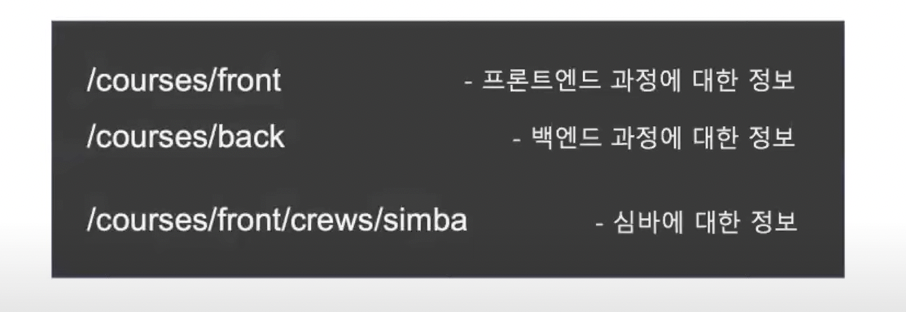 /courses/front - 프론트엔드 과정에 대한 정보
/courses/back - 백엔드 과정에 대한 정보
/courses/front/crews/simba - 심바에 대한 정보